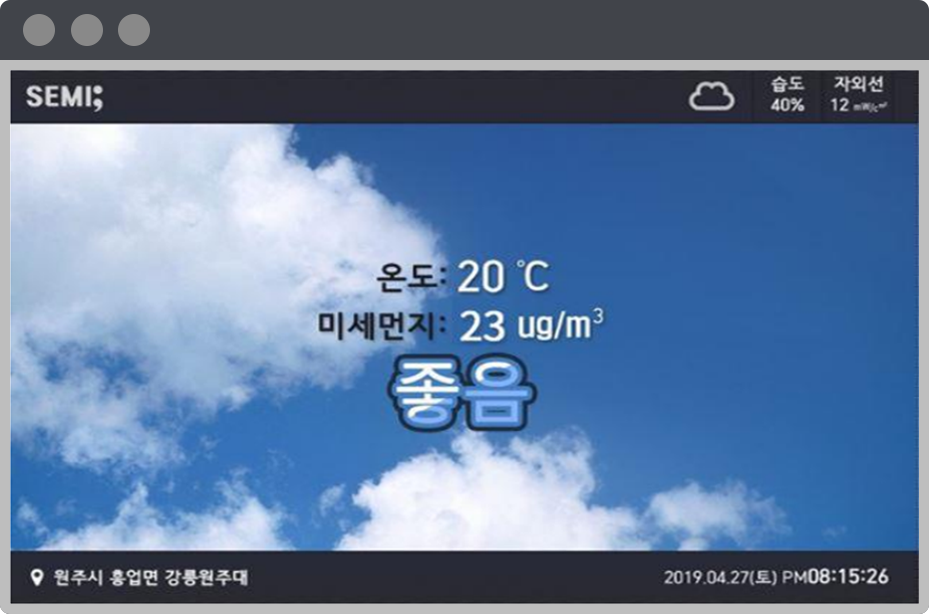 SEMI;
습도
40%
자외선
12 mW/c㎡
온도: 20 ℃
미세먼지: 23 ug/m³
좋음
원주시 흥업면 강릉원주대
2019.04.27(토) PM08:15:26